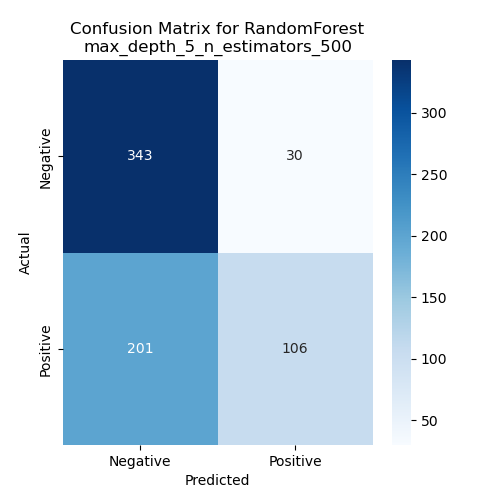 Confusion Matrix for RandomForest
max_depth_5_n_estimators_500
Actual
Negative
343
30
Positive
201
106
Negative
Positive
Predicted
300
250
200
150
100
50